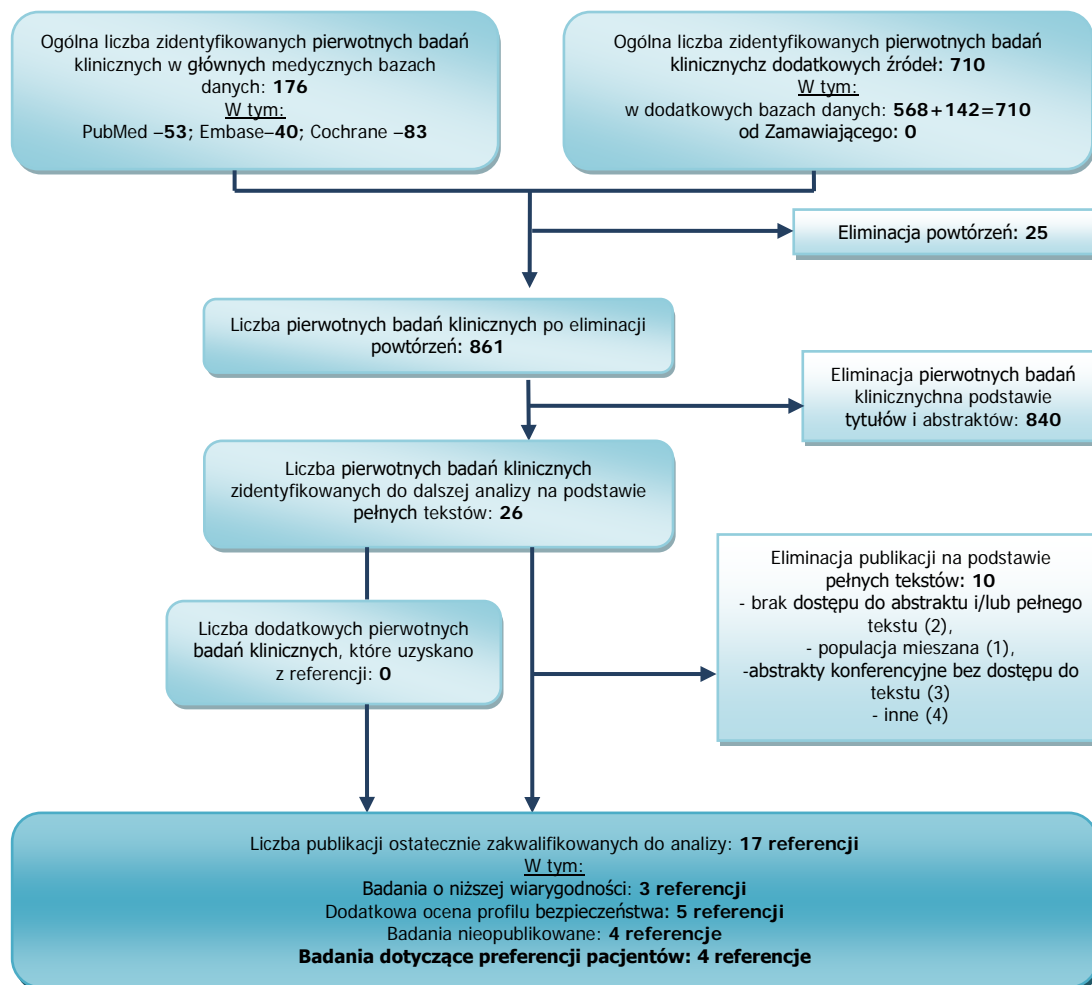 Ogólna liczba zidentyfikowanych pierwotnych badań
klinicznych w głównych medycznych bazach
danych: 176
W tym:
PubMed –53; Embase–40; Cochrane –83
Ogólna liczba zidentyfikowanych pierwotnych badań
klinicznychz dodatkowych źródeł: 710
W tym:
w dodatkowych bazach danych: 568+142=710
od Zamawiającego: 0
Eliminacja powtórzeń: 25
Liczba pierwotnych badań klinicznych po eliminacji
powtórzeń: 861
Eliminacja pierwotnych badań
klinicznychna podstawie
tytułów i abstraktów: 840
Liczba pierwotnych badań klinicznych
zidentyfikowanych do dalszej analizy na podstawie
pełnych tekstów: 26
Eliminacja publikacji na podstawie
pełnych tekstów: 10
- brak dostępu do abstraktu i/lub pełnego
tekstu (2),
- populacja mieszana (1),
-abstrakty konferencyjne bez dostępu do
tekstu (3)
- inne (4)
Liczba dodatkowych pierwotnych
badań klinicznych, które uzyskano
z referencji: 0
Liczba publikacji ostatecznie zakwalifikowanych do analizy: 17 referencji
W tym:
Badania o niższej wiarygodności: 3 referencji
Dodatkowa ocena profilu bezpieczeństwa: 5 referencji
Badania nieopublikowane: 4 referencje
Badania dotyczące preferencji pacjentów: 4 referencje